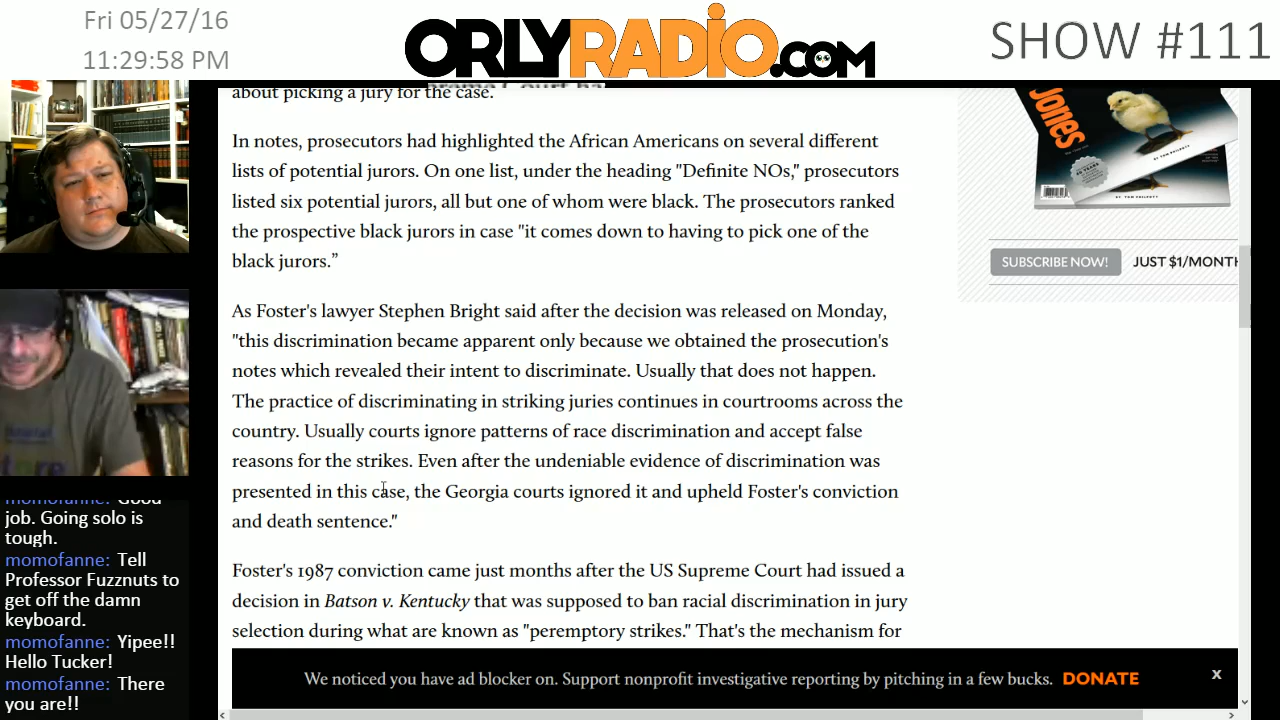 Fri 05/27/16
11:29:58 PM
ORLYRADIO.COM
SHOW #111
about picking a jury for the case.
In notes, prosecutors had highlighted the African Americans on several different
lists of potential jurors. On one list, under the heading "Definite NOs," prosecutors
listed six potential jurors, all but one of whom were black. The prosecutors ranked
the prospective black jurors in case "it comes down to having to pick one of the
black jurors.”
As Foster's lawyer Stephen Bright said after the decision was released on Monday,
"this discrimination became apparent only because we obtained the prosecution's
notes which revealed their intent to discriminate. Usually that does not happen.
The practice of discriminating in striking juries continues in courtrooms across the
country. Usually courts ignore patterns of race discrimination and accept false
reasons for the strikes. Even after the undeniable evidence of discrimination was
presented in this case, the Georgia courts ignored it and upheld Foster's conviction
and death sentence."
Foster's 1987 conviction came just months after the US Supreme Court had issued a
decision in Batson v. Kentucky that was supposed to ban racial discrimination in jury
selection during what are known as "peremptory strikes." That's the mechanism for
Jones
SUBSCRIBE NOW! JUST $1/MONTH
momofanne: Good
job. Going solo is
tough.
momofanne: Tell
Professor Fuzznuts to
get off the damn
keyboard.
momofanne: Yipee!!
Hello Tucker!
momofanne: There
you are!!
We noticed you have ad blocker on. Support nonprofit investigative reporting by pitching in a few bucks. DONATE x